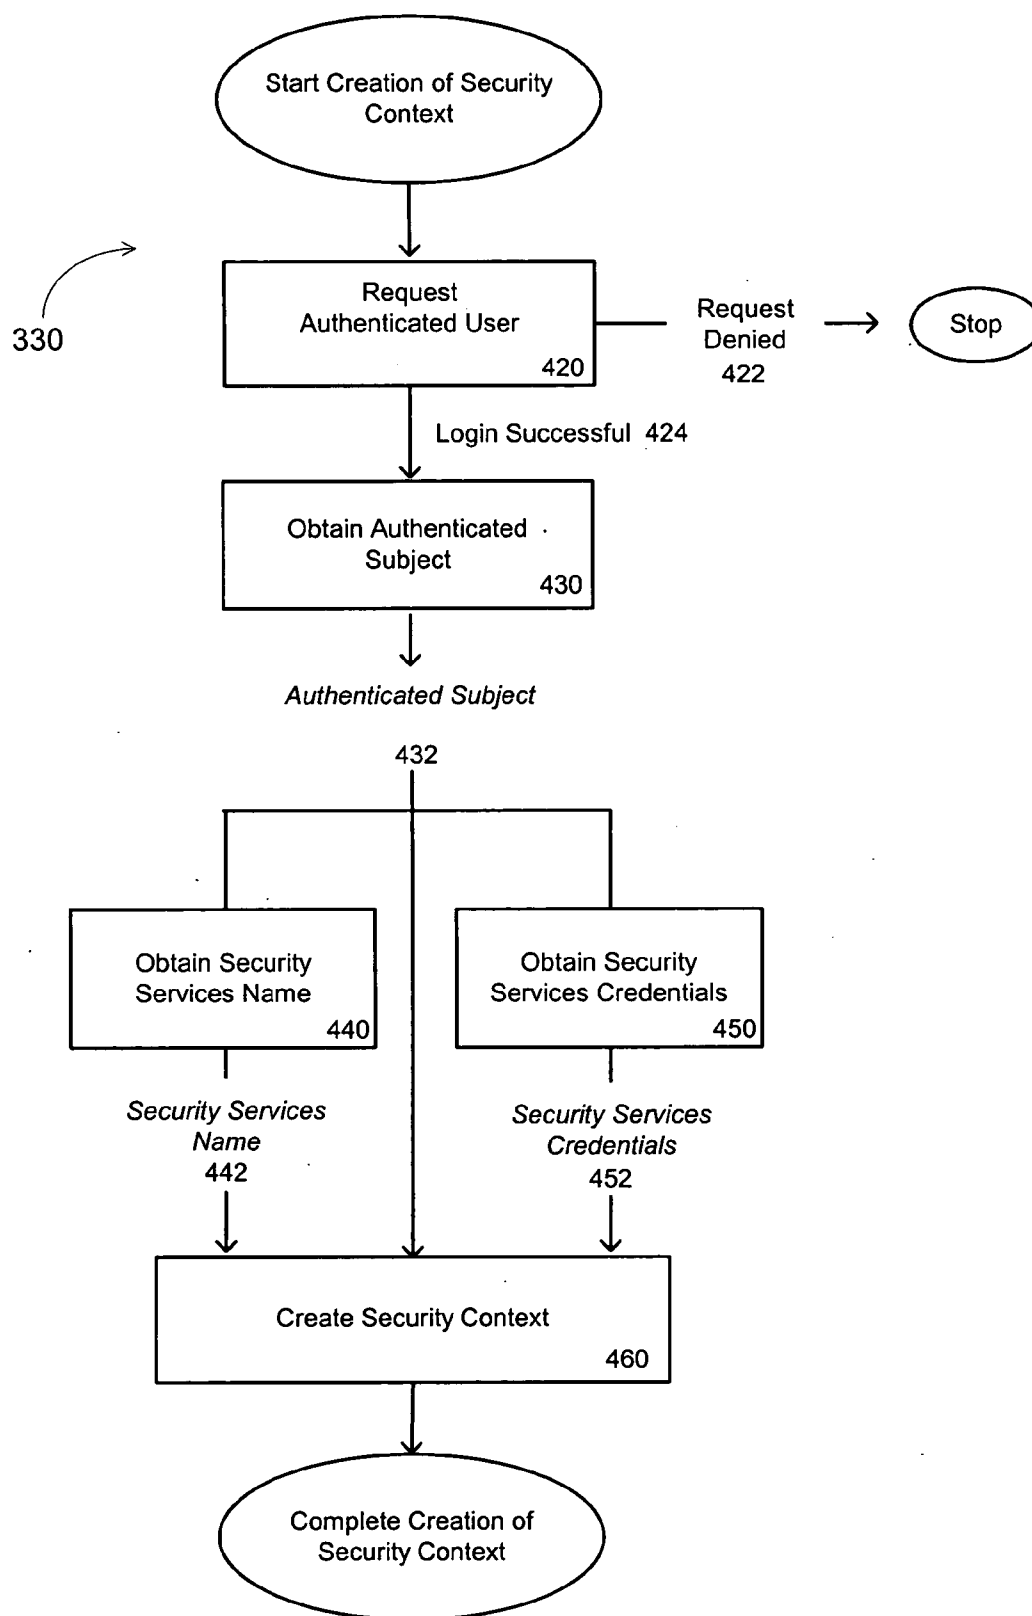 Start Creation of Security
Context
330
Request
Authenticated User
420
Request
Denied
422
Stop
Login Successful 424
Obtain Authenticated
Subject
430
Authenticated Subject
432
Obtain Security
Services Name
440
Obtain Security
Services Credentials
450
Security Services
Name
442
Security Services
Credentials
452
Create Security Context
460
Complete Creation of
Security Context